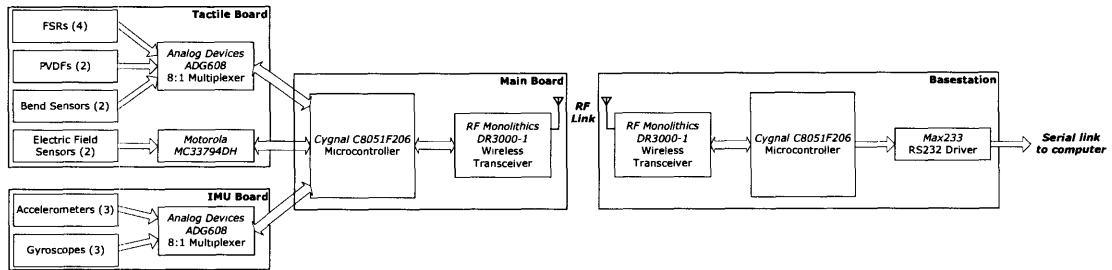 Tactile Board
FSRs (4)
PVDFs (2)
Bend Sensors (2)
Analog Devices
ADG608
8:1 Multiplexer
Electric Field
Sensors (2)
Motorola
MC33794DH
IMU Board
Accelerometers (3)
Gyroscopes (3)
Analog Devices
ADG608
8:1 Multiplexer
Main Board
Cygnal C8051F206
Microcontroller
RF Monolithics
DR3000-1
Wireless
Transceiver
RF
Link
Basestation
RF Monolithics
DR3000-1
Wireless
Transceiver
Cygnal C8051F206
Microcontroller
Max233
RS232 Driver
Serial link
to computer